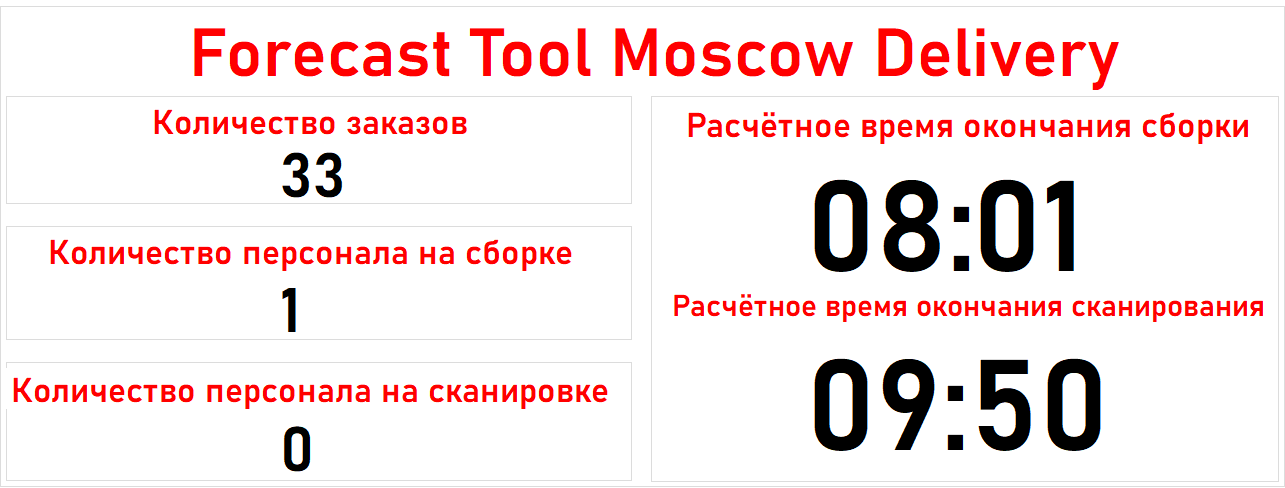 Forecast Tool Moscow Delivery
Количество заказов
33
Количество персонала на сборке
1
Количество персонала на сканировке
0
Расчётное время окончания сборки
08:01
Расчётное время окончания сканирования
09:50